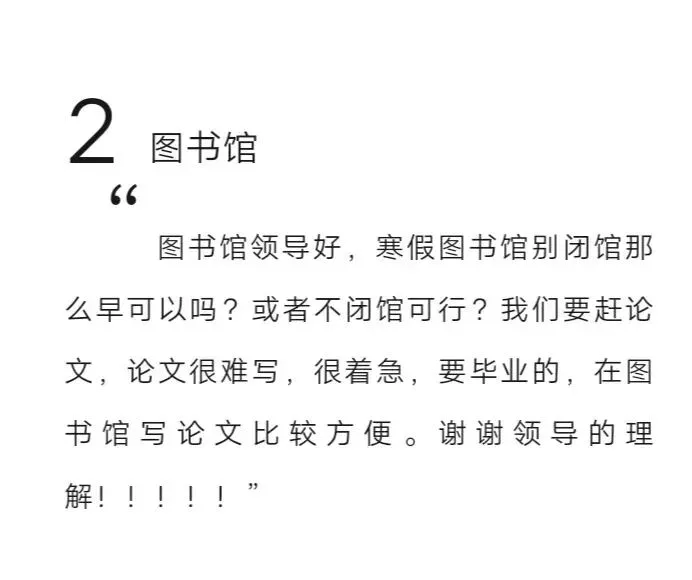 2 图书馆
“
图书馆领导好，寒假图书馆别闭馆那
么早可以吗？或者不闭馆可行？我们要赶论
文，论文很难写，很着急，要毕业的，在图
书馆写论文比较方便。谢谢领导的理
解！！！！！”